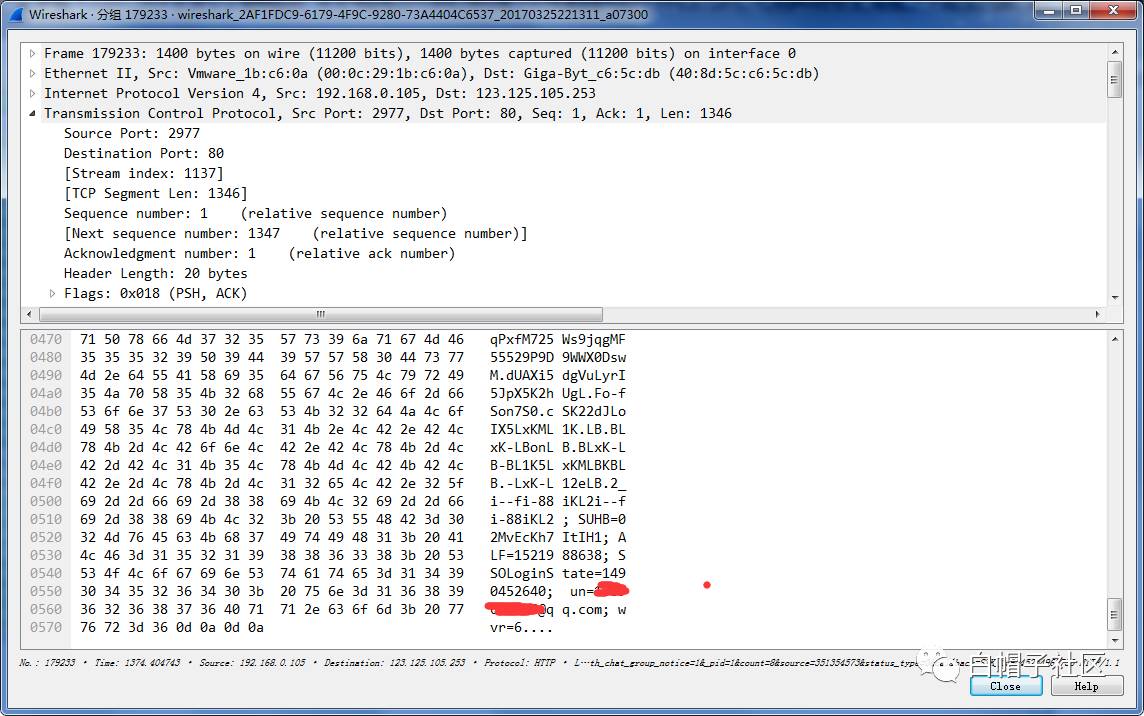 Wireshark · 分组 179233 · wireshark_2AF1FDC9-6179-4F9C-9280-73A4404C6537_20170325221311_a07300
Frame 179233: 1400 bytes on wire (11200 bits), 1400 bytes captured (11200 bits) on interface 0
Ethernet II, Src: Vmware_1b:c6:0a (00:0c:29:1b:c6:0a), Dst: Giga-Byt_c6:5c:db (40:8d:5c:c6:5c:db)
Internet Protocol Version 4, Src: 192.168.0.105, Dst: 123.125.105.253
Transmission Control Protocol, Src Port: 2977, Dst Port: 80, Seq: 1, Ack: 1, Len: 1346
Source Port: 2977
Destination Port: 80
[Stream index: 1137]
[TCP Segment Len: 1346]
Sequence number: 1 (relative sequence number)
[Next sequence number: 1347 (relative sequence number)]
Acknowledgment number: 1 (relative ack number)
Header Length: 20 bytes
Flags: 0x018 (PSH, ACK)
0470 71 50 78 66 4d 37 32 35 57 73 39 6a 71 67 4d 46 qPxfM725 Ws9jqgMF
0480 35 35 35 32 39 50 39 44 39 57 57 58 30 44 73 77 55529P9D 9WWX0Dsw
0490 4d 2e 64 55 41 58 69 35 64 67 56 75 4c 79 72 49 M.dUAXi5 dgVuLyrI
04a0 35 4a 70 58 35 4b 32 68 55 67 4c 2e 46 6f 2d 66 5JpX5K2h UgL.Fo-f
04b0 53 6f 6e 37 53 30 2e 63 53 4b 32 32 64 4a 4c 6f Son7S0.c SK22dJLo
04c0 49 58 35 4c 78 4b 4d 4c 31 4b 2e 4c 42 2e 42 4c IX5LxKML 1K.LB.BL
04d0 78 4b 2d 4c 42 6f 6e 4c 42 2e 42 4c 78 4b 2d 4c xK-LBonL B.BLxK-L
04e0 42 2d 42 4c 31 4b 35 4c 78 4b 4d 4c 42 4b 42 4c B-BL1K5L xKMLBKBL
04f0 42 2e 2d 4c 78 4b 2d 4c 31 32 65 4c 42 2e 32 5f B.-LxK-L 12eLB.2_
0500 69 2d 2d 66 69 2d 38 38 69 4b 4c 32 69 2d 2d 66 i--fi-88 iKL2i--f
0510 69 2d 38 38 69 4b 4c 32 3b 20 53 55 48 42 3d 30 i-88iKL2 ; SUHB=0
0520 32 4d 76 45 63 4b 68 37 49 74 49 48 31 3b 20 41 2MvEcKh7 ItIH1; A
0530 4c 46 3d 31 35 32 31 39 38 38 36 33 38 3b 20 53 LF=15219 88638; S
0540 53 4f 4c 6f 67 69 6e 53 74 61 74 65 3d 31 34 39 SOLoginS tate=149
0550 30 34 35 32 36 34 30 3b 20 75 6e 3d 31 36 38 39 0452640; un=
0560 36 32 36 38 37 36 40 71 71 2e 63 6f 6d 3b 20 77 @q q.com; w
0570 76 72 3d 36 0d 0a 0d 0a vr=6....
No.: 179233 · Time: 1374.404743 · Source: 192.168.0.105 · Destination: 123.125.105.253 · Protocol: HTTP · L…th_chat_group_notice=1&_pid=1&count=8&source=351354573&status_typ
白帽子社区
Close Help